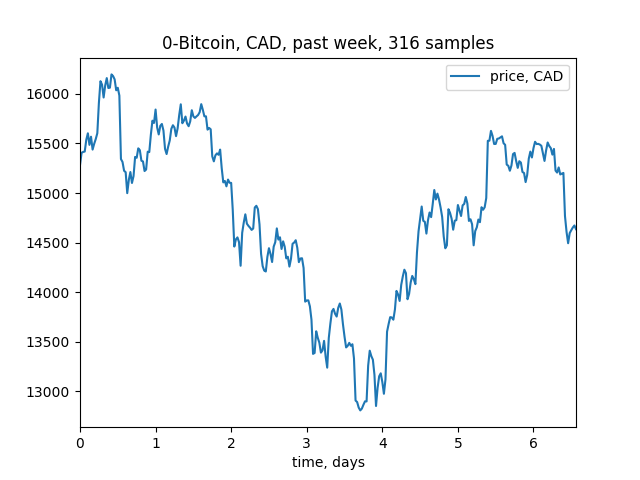 0-Bitcoin, CAD, past week, 316 samples
price, CAD
16000
15500
15000
14500
14000
13500
13000
0 1 2 3 4 5 6
time, days